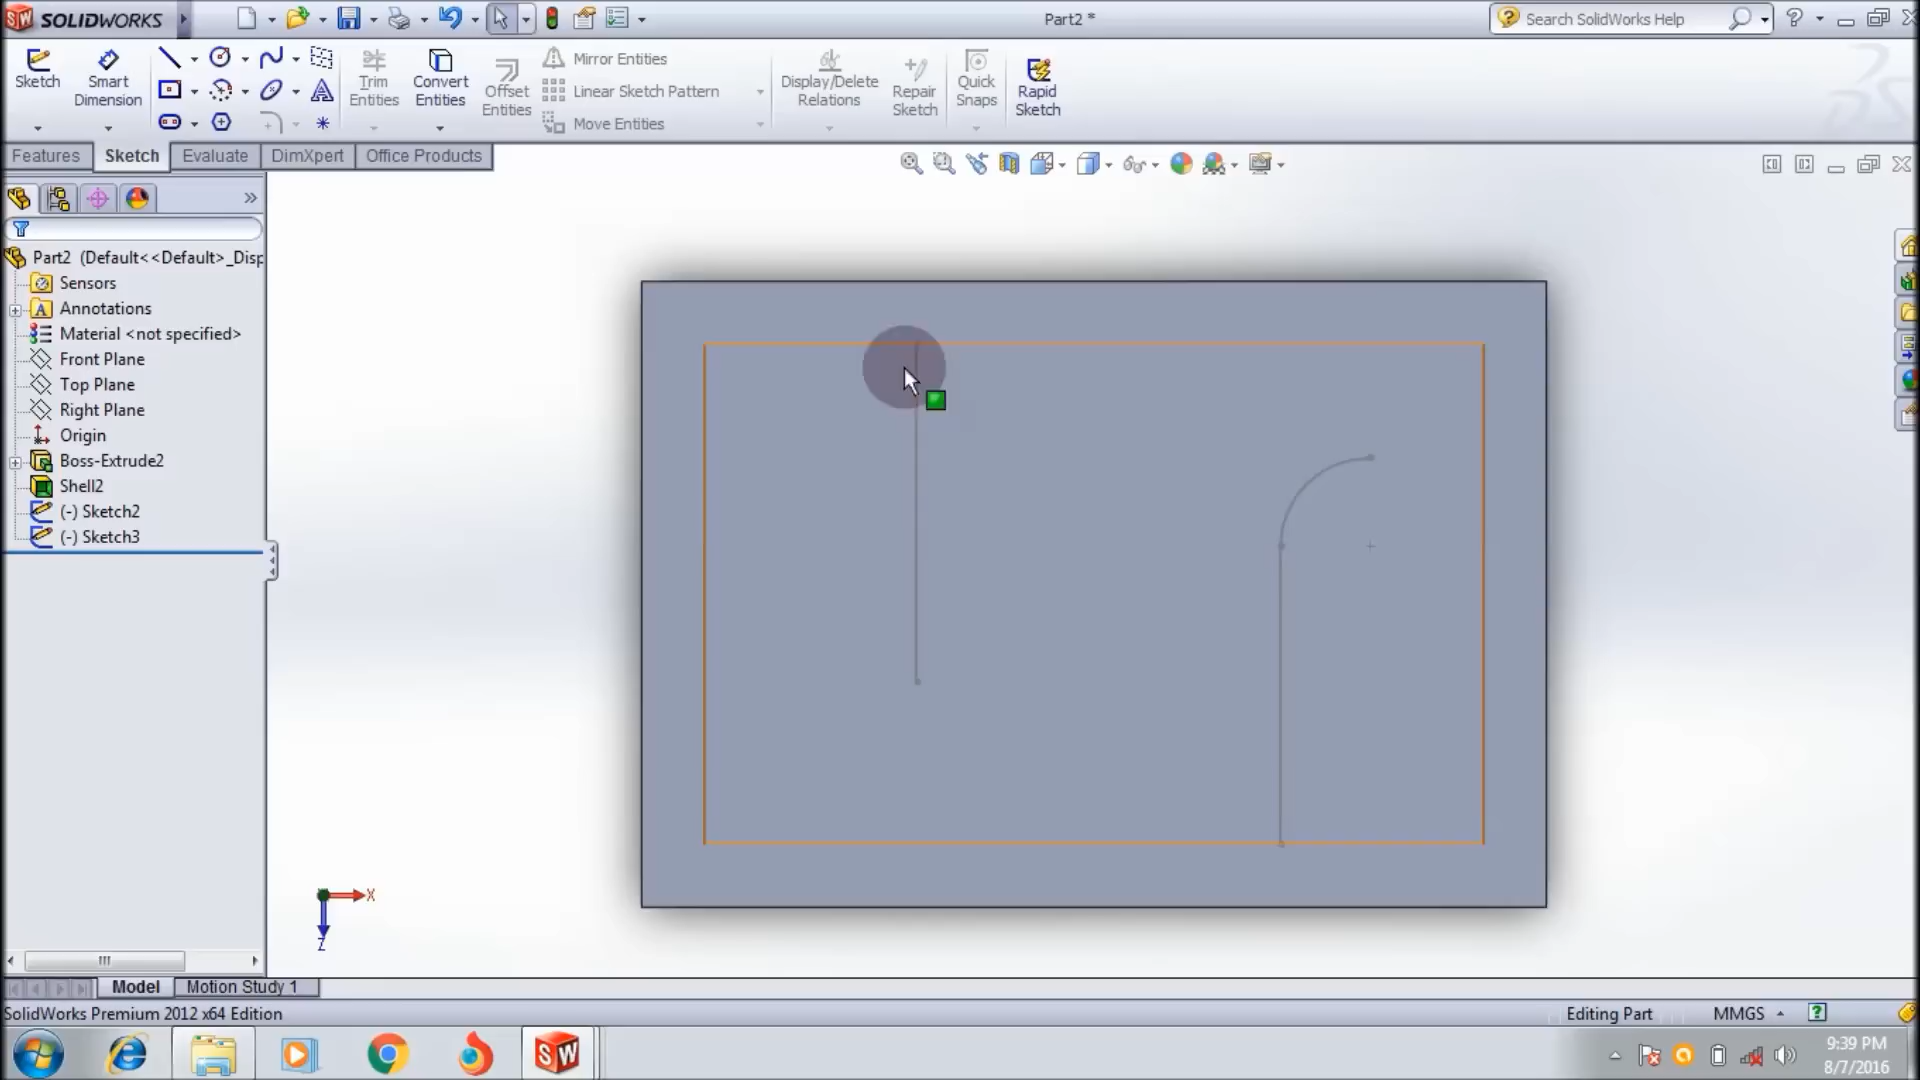 SOLIDWORKS
Part2 *
Search SolidWorks Help
Sketch
Smart Dimension
Trim Entities
Convert Entities
Offset Entities
Mirror Entities
Linear Sketch Pattern
Move Entities
Display/Delete Relations
Repair Sketch
Quick Snaps
Rapid Sketch
Features
Sketch
Evaluate
DimXpert
Office Products
Part2 (Default<<Default>_Disp
Sensors
Annotations
Material <not specified>
Front Plane
Top Plane
Right Plane
Origin
Boss-Extrude2
Shell2
(-) Sketch2
(-) Sketch3
X
Z
Model
Motion Study 1
SolidWorks Premium 2012 x64 Edition
Editing Part
MMGS
9:39 PM
8/7/2016